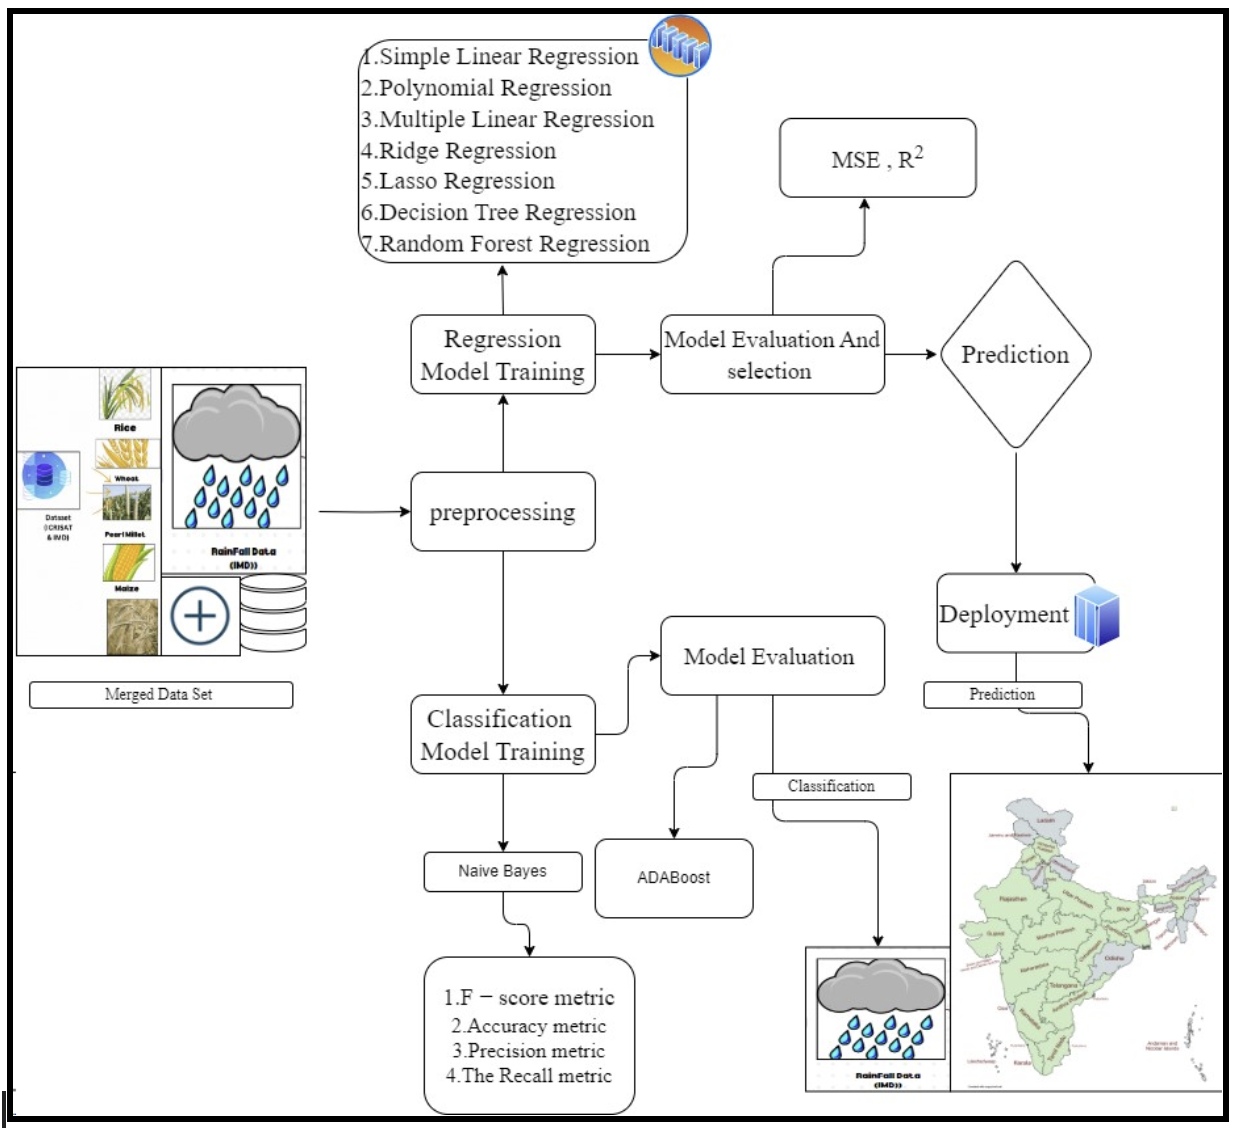 1.Simple Linear Regression
2.Polynomial Regression
3.Multiple Linear Regression
4.Ridge Regression
5.Lasso Regression
6.Decision Tree Regression
7.Random Forest Regression
MSE , R²
Regression
Model Training
Model Evaluation And
selection
Prediction
Rice
Wheat
Dataset
(ICRISAT
& IMD)
Pearl Millet
Maize
RainFall Data
(IMD))
preprocessing
Merged Data Set
Deployment
Prediction
Model Evaluation
Classification
Model Training
Classification
Naive Bayes
ADABoost
1.F − score metric
2.Accuracy metric
3.Precision metric
4.The Recall metric
RainFall Data
(IMD))
Ladakh
Rajasthan
Uttar Pradesh
Bihar
Gujarat
Madhya Pradesh
Odisha
Maharashtra
Telangana
Andhra Pradesh
Karnataka
Goa
Kerala
Tamil Nadu
Lakshadweep
Andaman and
Nicobar Islands